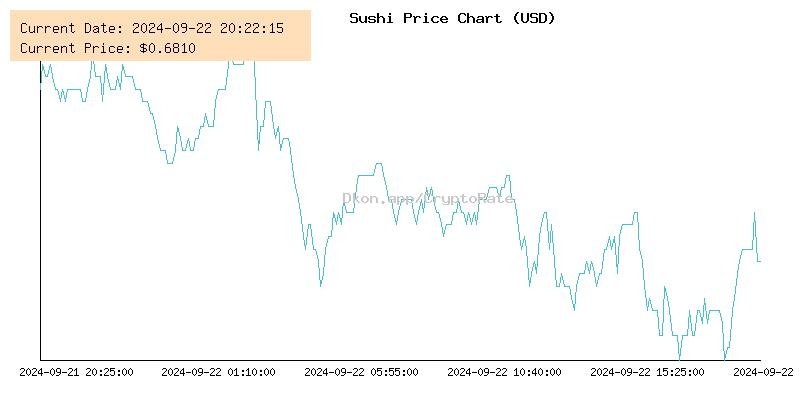 Sushi Price Chart (USD)
Current Date: 2024-09-22 20:22:15
Current Price: $0.6810
Dkon.app/CryptoRate
2024-09-21 20:25:00
2024-09-22 01:10:00
2024-09-22 05:55:00
2024-09-22 10:40:00
2024-09-22 15:25:00
2024-09-22